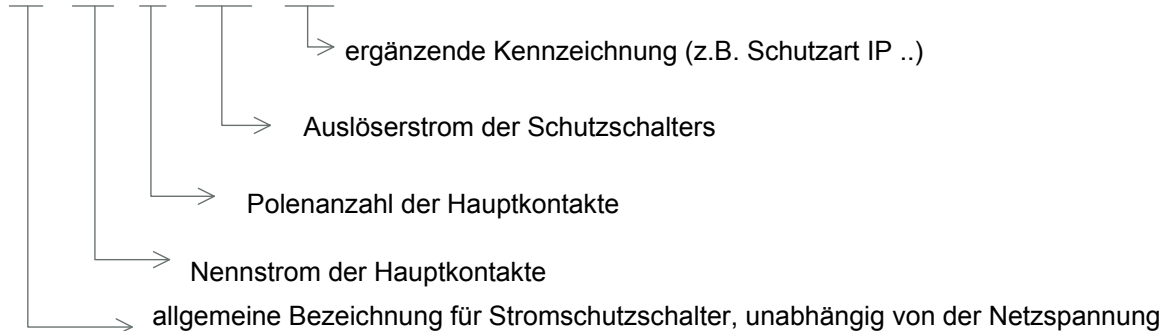 ergänzende Kennzeichnung (z.B. Schutzart IP ..)
Auslöserstrom der Schutzschalters
Polenanzahl der Hauptkontakte
Nennstrom der Hauptkontakte
allgemeine Bezeichnung für Stromschutzschalter, unabhängig von der Netzspannung